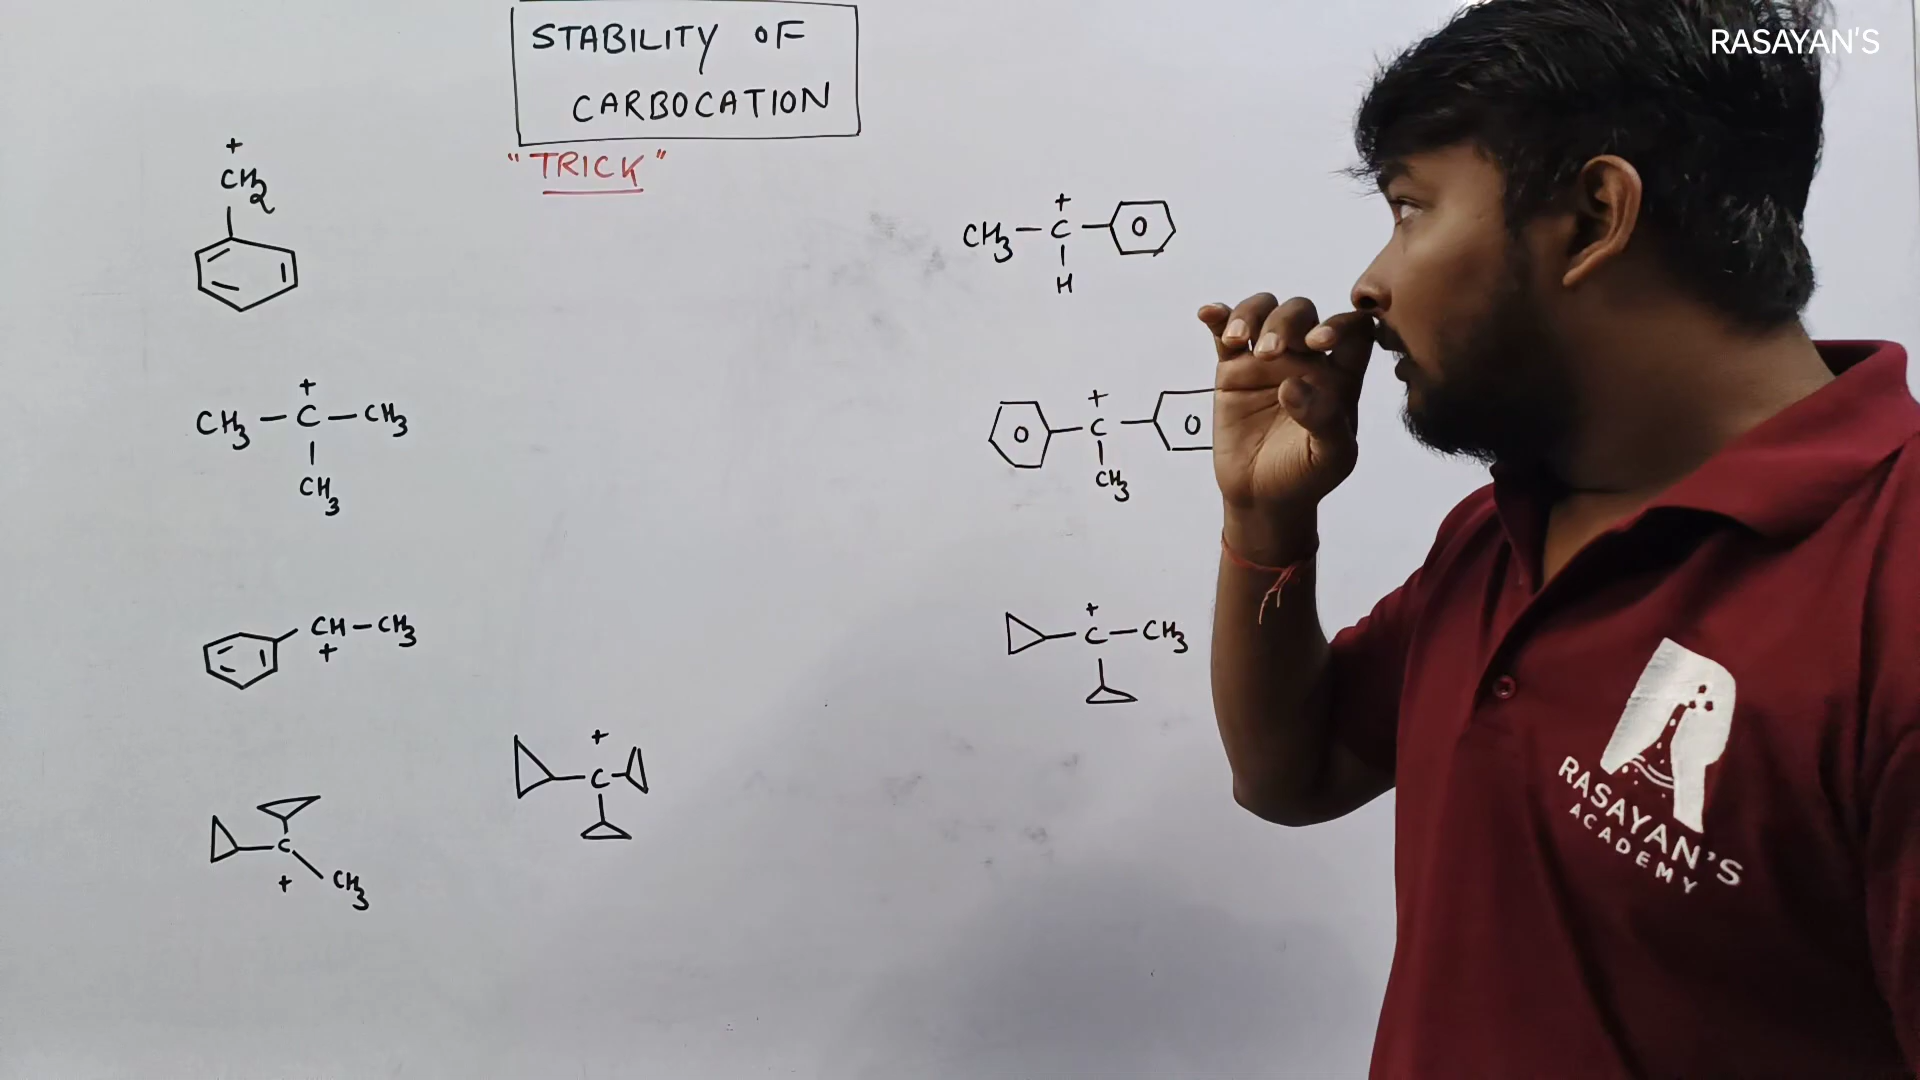 RASAYAN'S
STABILITY OF
CARBOCATION
"TRICK"
+
CH2
+
CH3 — C — O
H
+
CH3 — C — CH3
CH3
+
O — C — O
CH3
CH — CH3
+
+
C — CH3
+
C
C
+ CH3
RASAYAN'S
ACADEMY